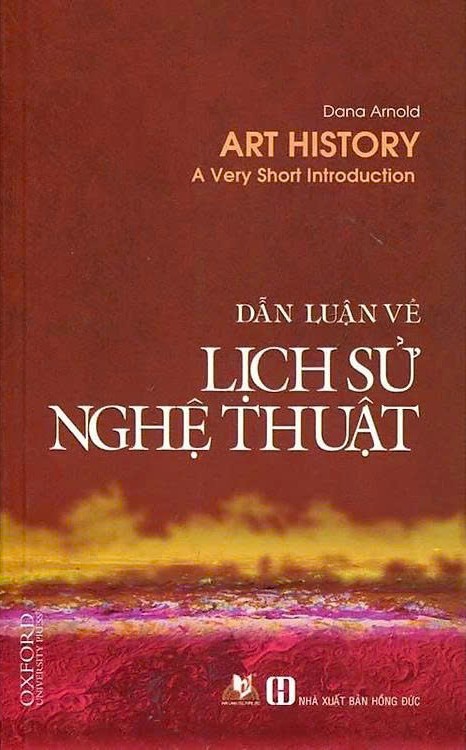 Dana Arnold
ART HISTORY
A Very Short Introduction
DẪN LUẬN VỀ
LỊCH SỬ
NGHỆ THUẬT
OXFORD
UNIVERSITY PRESS
NHÀ XUẤT BẢN HỒNG ĐỨC